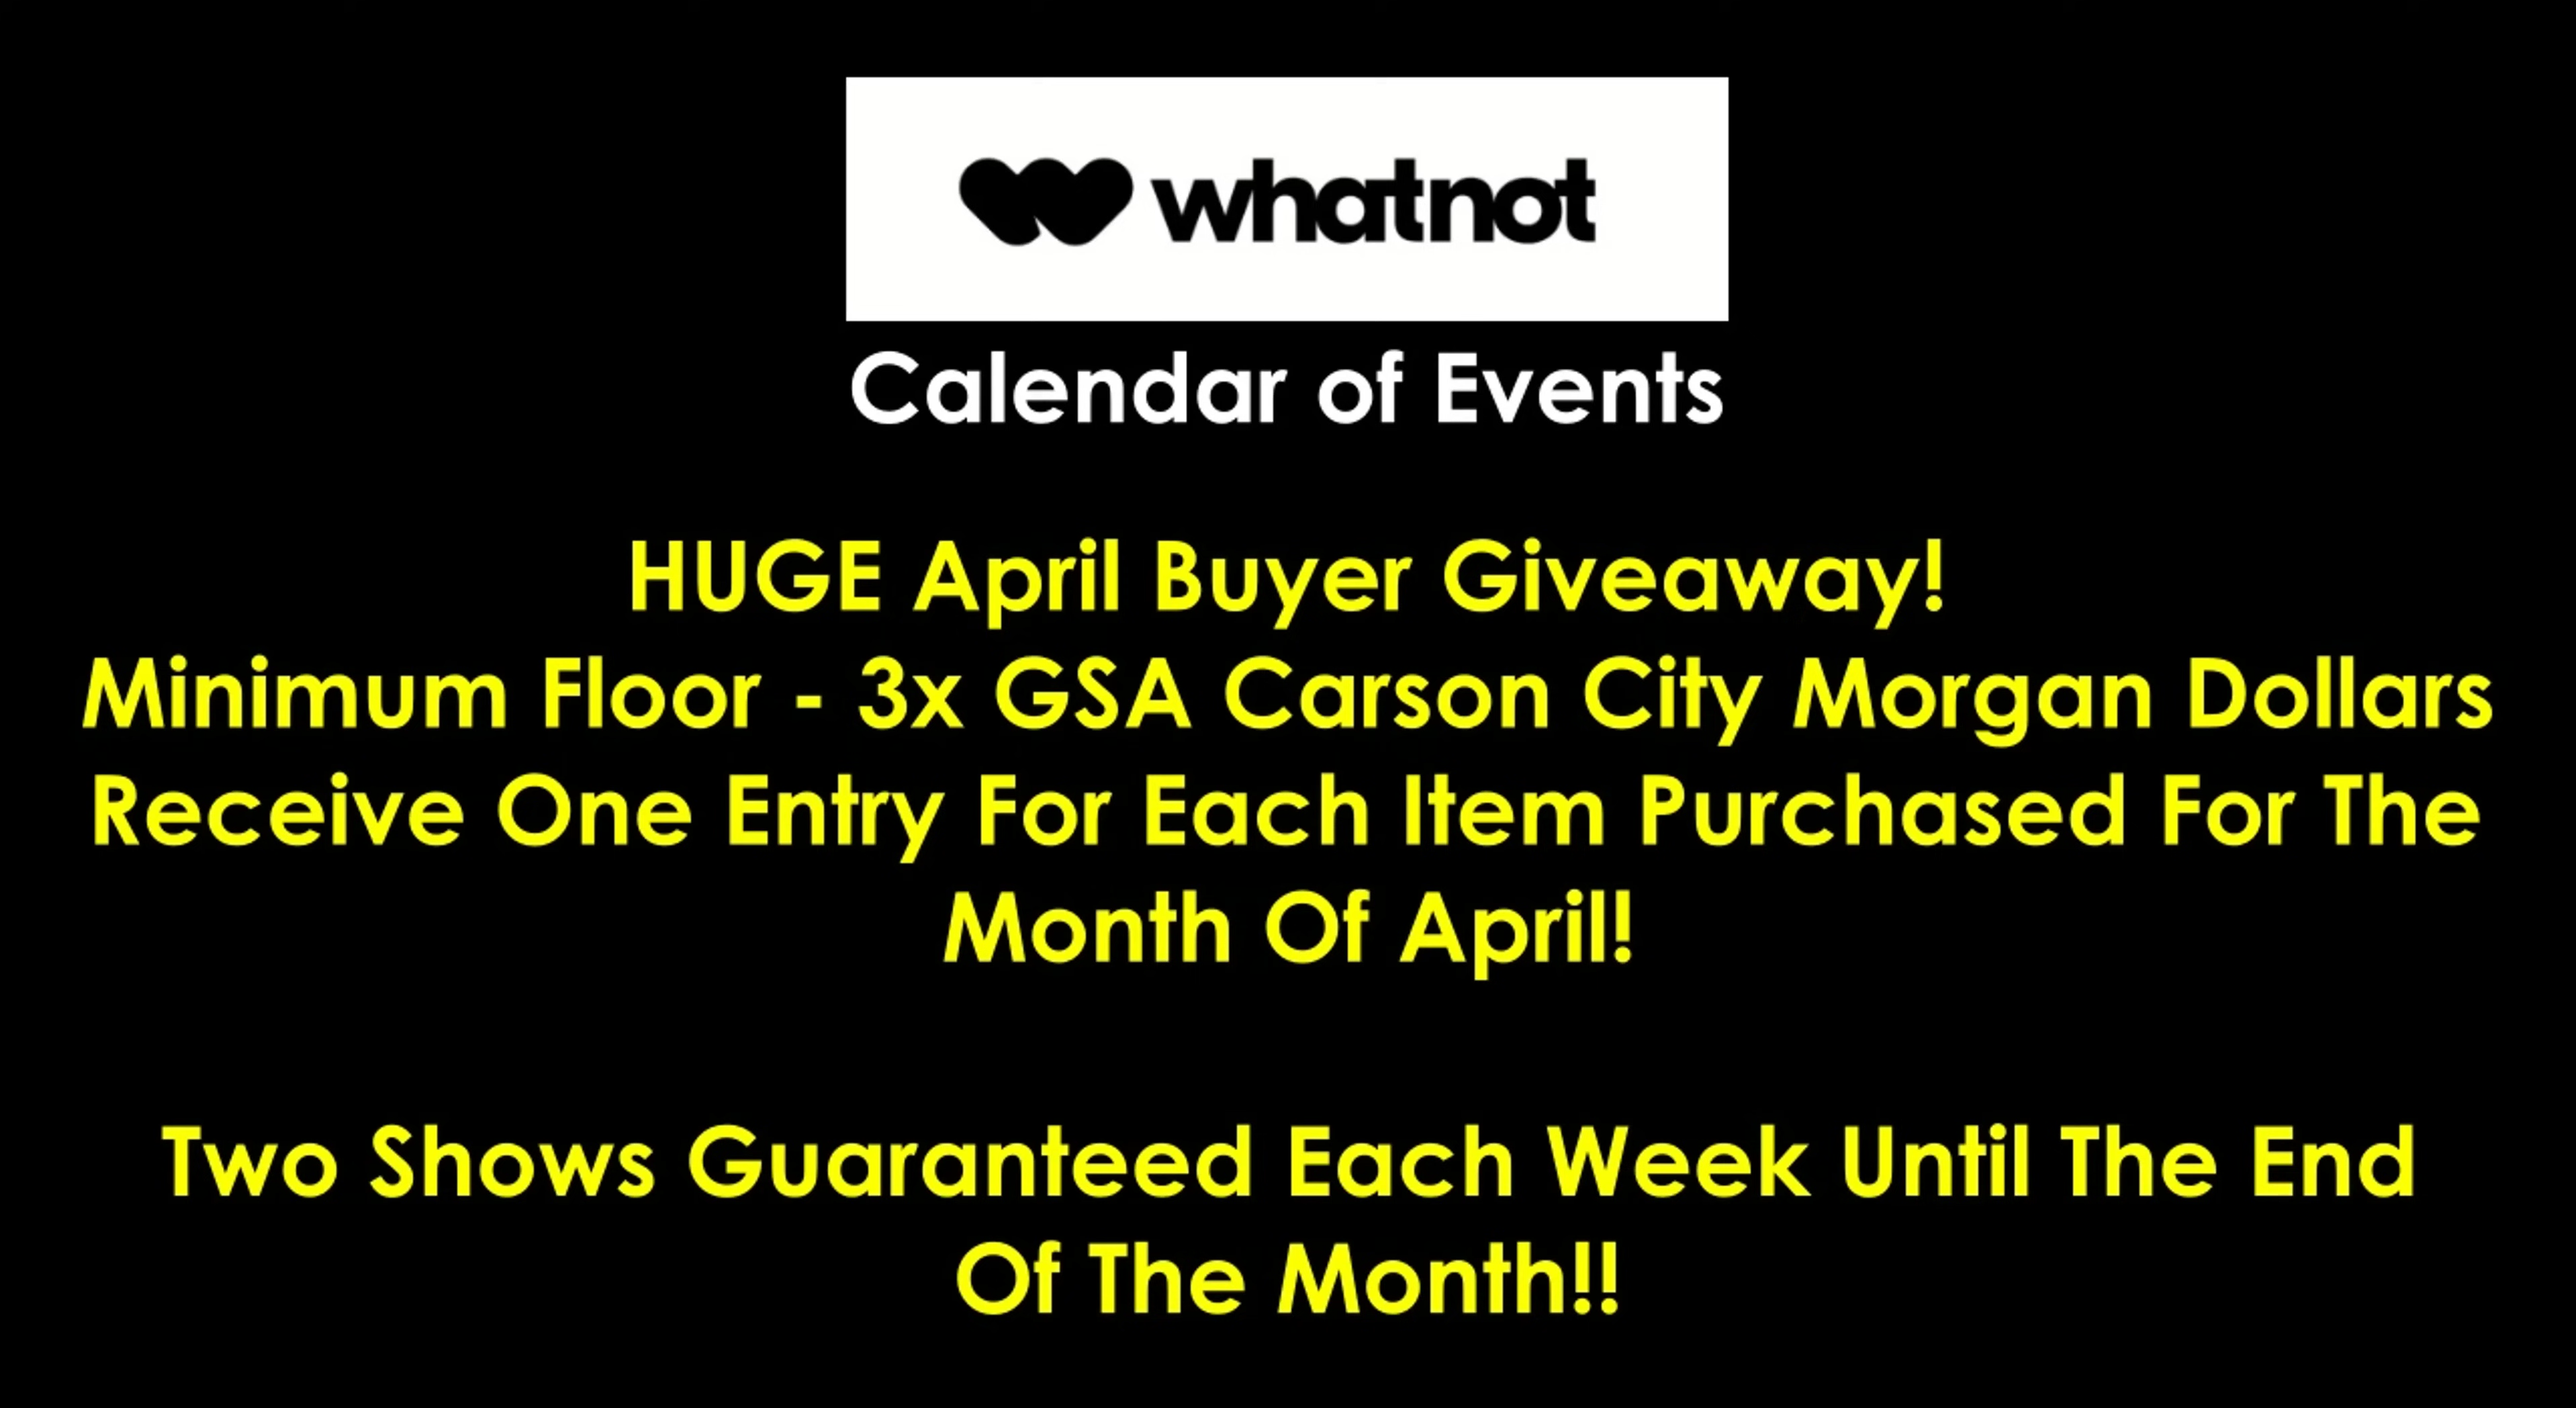 whatnot
Calendar of Events
HUGE April Buyer Giveaway!
Minimum Floor - 3x GSA Carson City Morgan Dollars
Receive One Entry For Each Item Purchased For The
Month Of April!
Two Shows Guaranteed Each Week Until The End
Of The Month!!